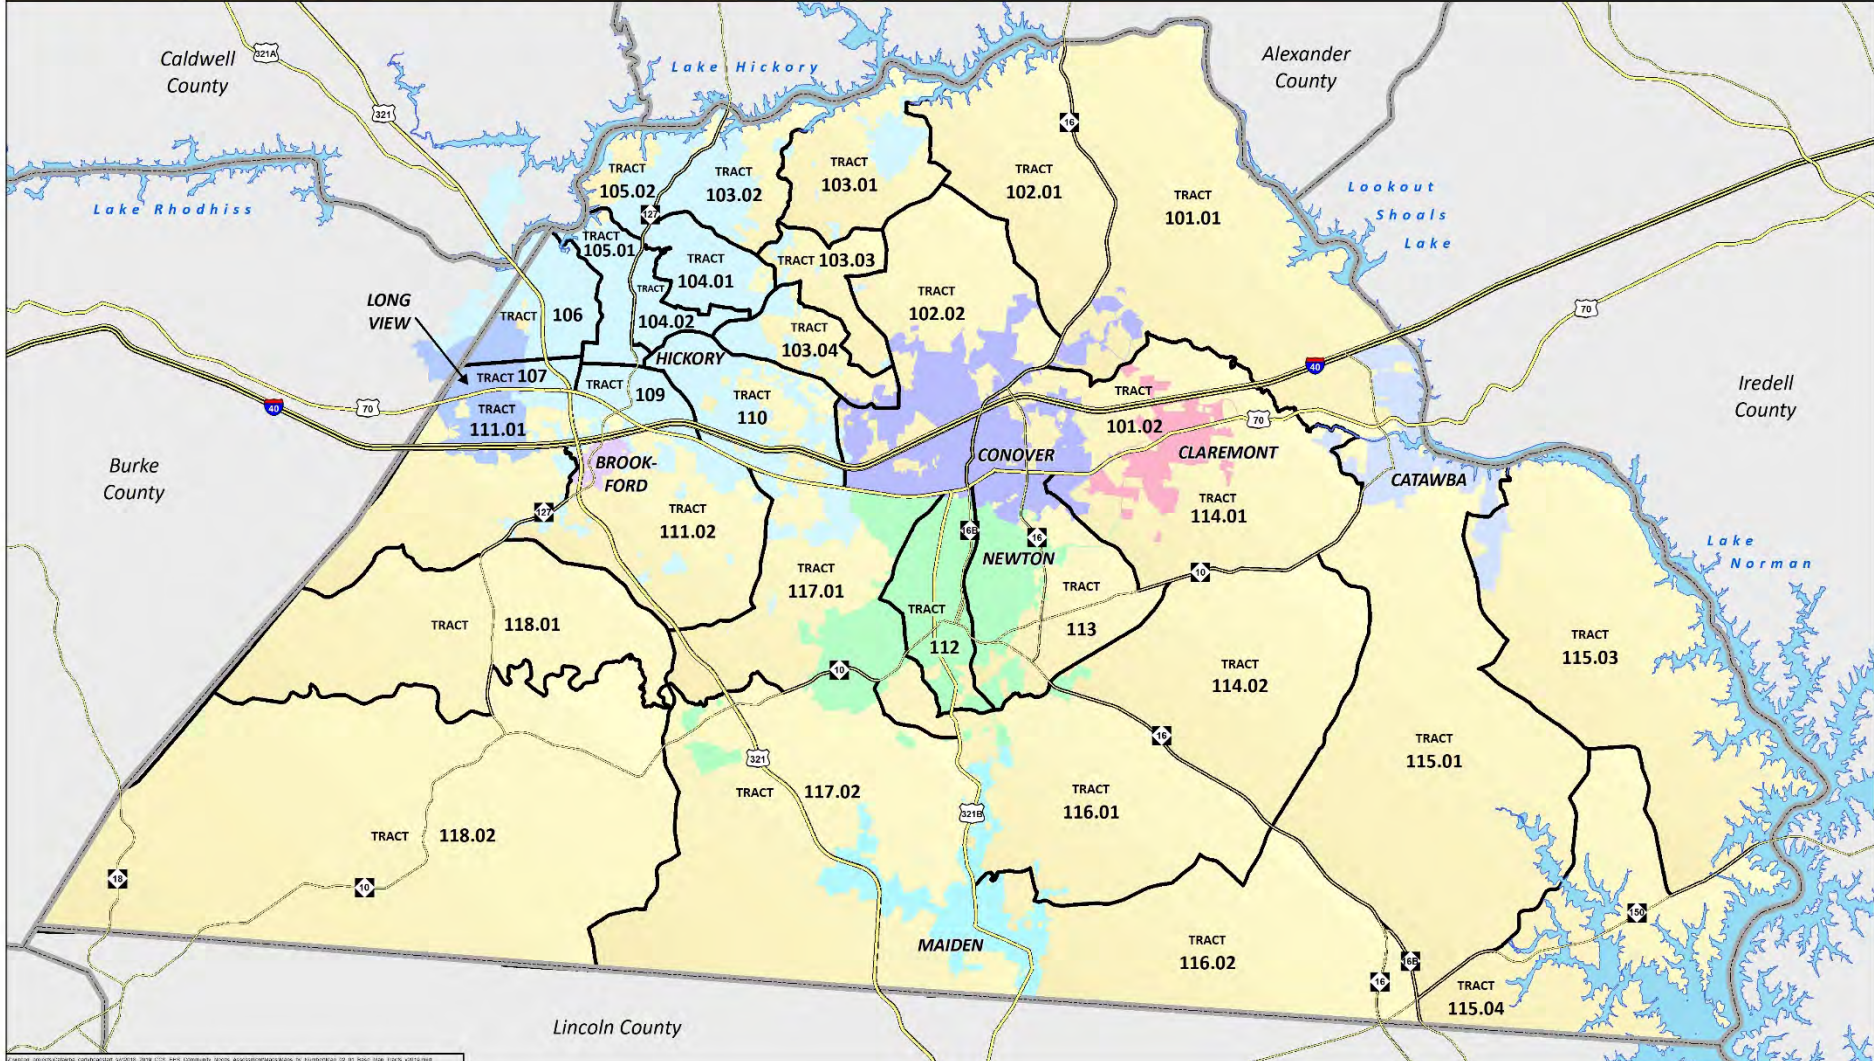 Caldwell
County
321A
321
Lake Hickory
Alexander
County
16
Lake Rhodhiss
Lookout
Shoals
Lake
TRACT
105.02
TRACT
103.02
TRACT
103.01
TRACT
102.01
TRACT
101.01
127
TRACT
105.01
TRACT
104.01
TRACT 103.03
LONG
VIEW
TRACT 106
TRACT
104.02
TRACT
102.02
HICKORY
TRACT
103.04
70
40
TRACT 107
TRACT
109
TRACT
110
TRACT
101.02
Iredell
County
40
70
TRACT
111.01
70
CONOVER
CLAREMONT
CATAWBA
Burke
County
BROOK-
FORD
127
TRACT
111.02
16B
16
TRACT
114.01
NEWTON
10
Lake
Norman
TRACT
117.01
TRACT
118.01
TRACT
112
TRACT
113
TRACT
115.03
10
TRACT
114.02
16
TRACT
115.01
321
TRACT 117.02
321B
TRACT
116.01
TRACT 118.02
18
10
150
MAIDEN
TRACT
116.02
16B
16
TRACT
115.04
Lincoln County